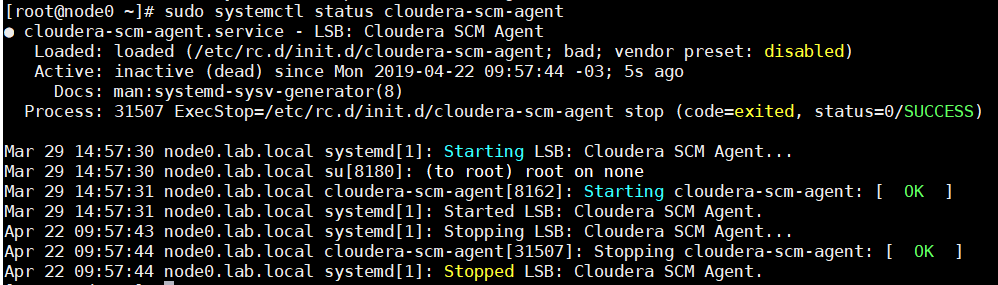 [root@node0 ~]# sudo systemctl status cloudera-scm-agent
● cloudera-scm-agent.service - LSB: Cloudera SCM Agent
   Loaded: loaded (/etc/rc.d/init.d/cloudera-scm-agent; bad; vendor preset: disabled)
   Active: inactive (dead) since Mon 2019-04-22 09:57:44 -03; 5s ago
     Docs: man:systemd-sysv-generator(8)
  Process: 31507 ExecStop=/etc/rc.d/init.d/cloudera-scm-agent stop (code=exited, status=0/SUCCESS)
Mar 29 14:57:30 node0.lab.local systemd[1]: Starting LSB: Cloudera SCM Agent...
Mar 29 14:57:30 node0.lab.local su[8180]: (to root) root on none
Mar 29 14:57:31 node0.lab.local cloudera-scm-agent[8162]: Starting cloudera-scm-agent: [  OK  ]
Mar 29 14:57:31 node0.lab.local systemd[1]: Started LSB: Cloudera SCM Agent.
Apr 22 09:57:43 node0.lab.local systemd[1]: Stopping LSB: Cloudera SCM Agent...
Apr 22 09:57:44 node0.lab.local cloudera-scm-agent[31507]: Stopping cloudera-scm-agent: [  OK  ]
Apr 22 09:57:44 node0.lab.local systemd[1]: Stopped LSB: Cloudera SCM Agent.